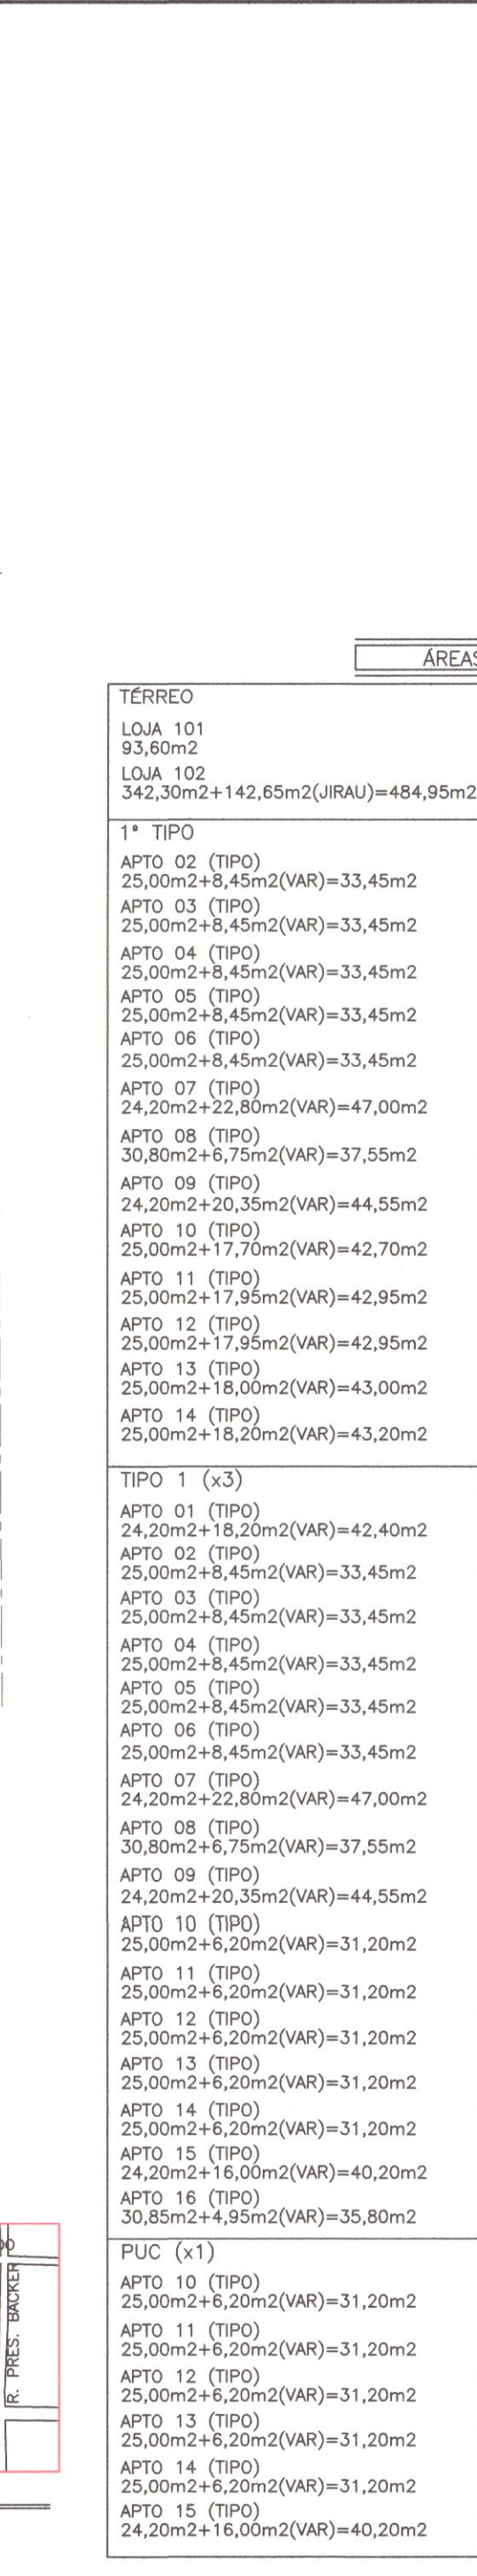 ÁREAS
TÉRREO
LOJA 101
93,60m2
LOJA 102
342,30m2+142,65m2(JIRAU)=484,95m2
1º TIPO
APTO 02 (TIPO)
25,00m2+8,45m2(VAR)=33,45m2
APTO 03 (TIPO)
25,00m2+8,45m2(VAR)=33,45m2
APTO 04 (TIPO)
25,00m2+8,45m2(VAR)=33,45m2
APTO 05 (TIPO)
25,00m2+8,45m2(VAR)=33,45m2
APTO 06 (TIPO)
25,00m2+8,45m2(VAR)=33,45m2
APTO 07 (TIPO)
24,20m2+22,80m2(VAR)=47,00m2
APTO 08 (TIPO)
30,80m2+6,75m2(VAR)=37,55m2
APTO 09 (TIPO)
24,20m2+20,35m2(VAR)=44,55m2
APTO 10 (TIPO)
25,00m2+17,70m2(VAR)=42,70m2
APTO 11 (TIPO)
25,00m2+17,95m2(VAR)=42,95m2
APTO 12 (TIPO)
25,00m2+17,95m2(VAR)=42,95m2
APTO 13 (TIPO)
25,00m2+18,00m2(VAR)=43,00m2
APTO 14 (TIPO)
25,00m2+18,20m2(VAR)=43,20m2
TIPO 1 (x3)
APTO 01 (TIPO)
24,20m2+18,20m2(VAR)=42,40m2
APTO 02 (TIPO)
25,00m2+8,45m2(VAR)=33,45m2
APTO 03 (TIPO)
25,00m2+8,45m2(VAR)=33,45m2
APTO 04 (TIPO)
25,00m2+8,45m2(VAR)=33,45m2
APTO 05 (TIPO)
25,00m2+8,45m2(VAR)=33,45m2
APTO 06 (TIPO)
25,00m2+8,45m2(VAR)=33,45m2
APTO 07 (TIPO)
24,20m2+22,80m2(VAR)=47,00m2
APTO 08 (TIPO)
30,80m2+6,75m2(VAR)=37,55m2
APTO 09 (TIPO)
24,20m2+20,35m2(VAR)=44,55m2
APTO 10 (TIPO)
25,00m2+6,20m2(VAR)=31,20m2
APTO 11 (TIPO)
25,00m2+6,20m2(VAR)=31,20m2
APTO 12 (TIPO)
25,00m2+6,20m2(VAR)=31,20m2
APTO 13 (TIPO)
25,00m2+6,20m2(VAR)=31,20m2
APTO 14 (TIPO)
25,00m2+6,20m2(VAR)=31,20m2
APTO 15 (TIPO)
24,20m2+16,00m2(VAR)=40,20m2
APTO 16 (TIPO)
30,85m2+4,95m2(VAR)=35,80m2
PUC (x1)
APTO 10 (TIPO)
25,00m2+6,20m2(VAR)=31,20m2
APTO 11 (TIPO)
25,00m2+6,20m2(VAR)=31,20m2
APTO 12 (TIPO)
25,00m2+6,20m2(VAR)=31,20m2
APTO 13 (TIPO)
25,00m2+6,20m2(VAR)=31,20m2
APTO 14 (TIPO)
25,00m2+6,20m2(VAR)=31,20m2
APTO 15 (TIPO)
24,20m2+16,00m2(VAR)=40,20m2
R. PRES. BACKER